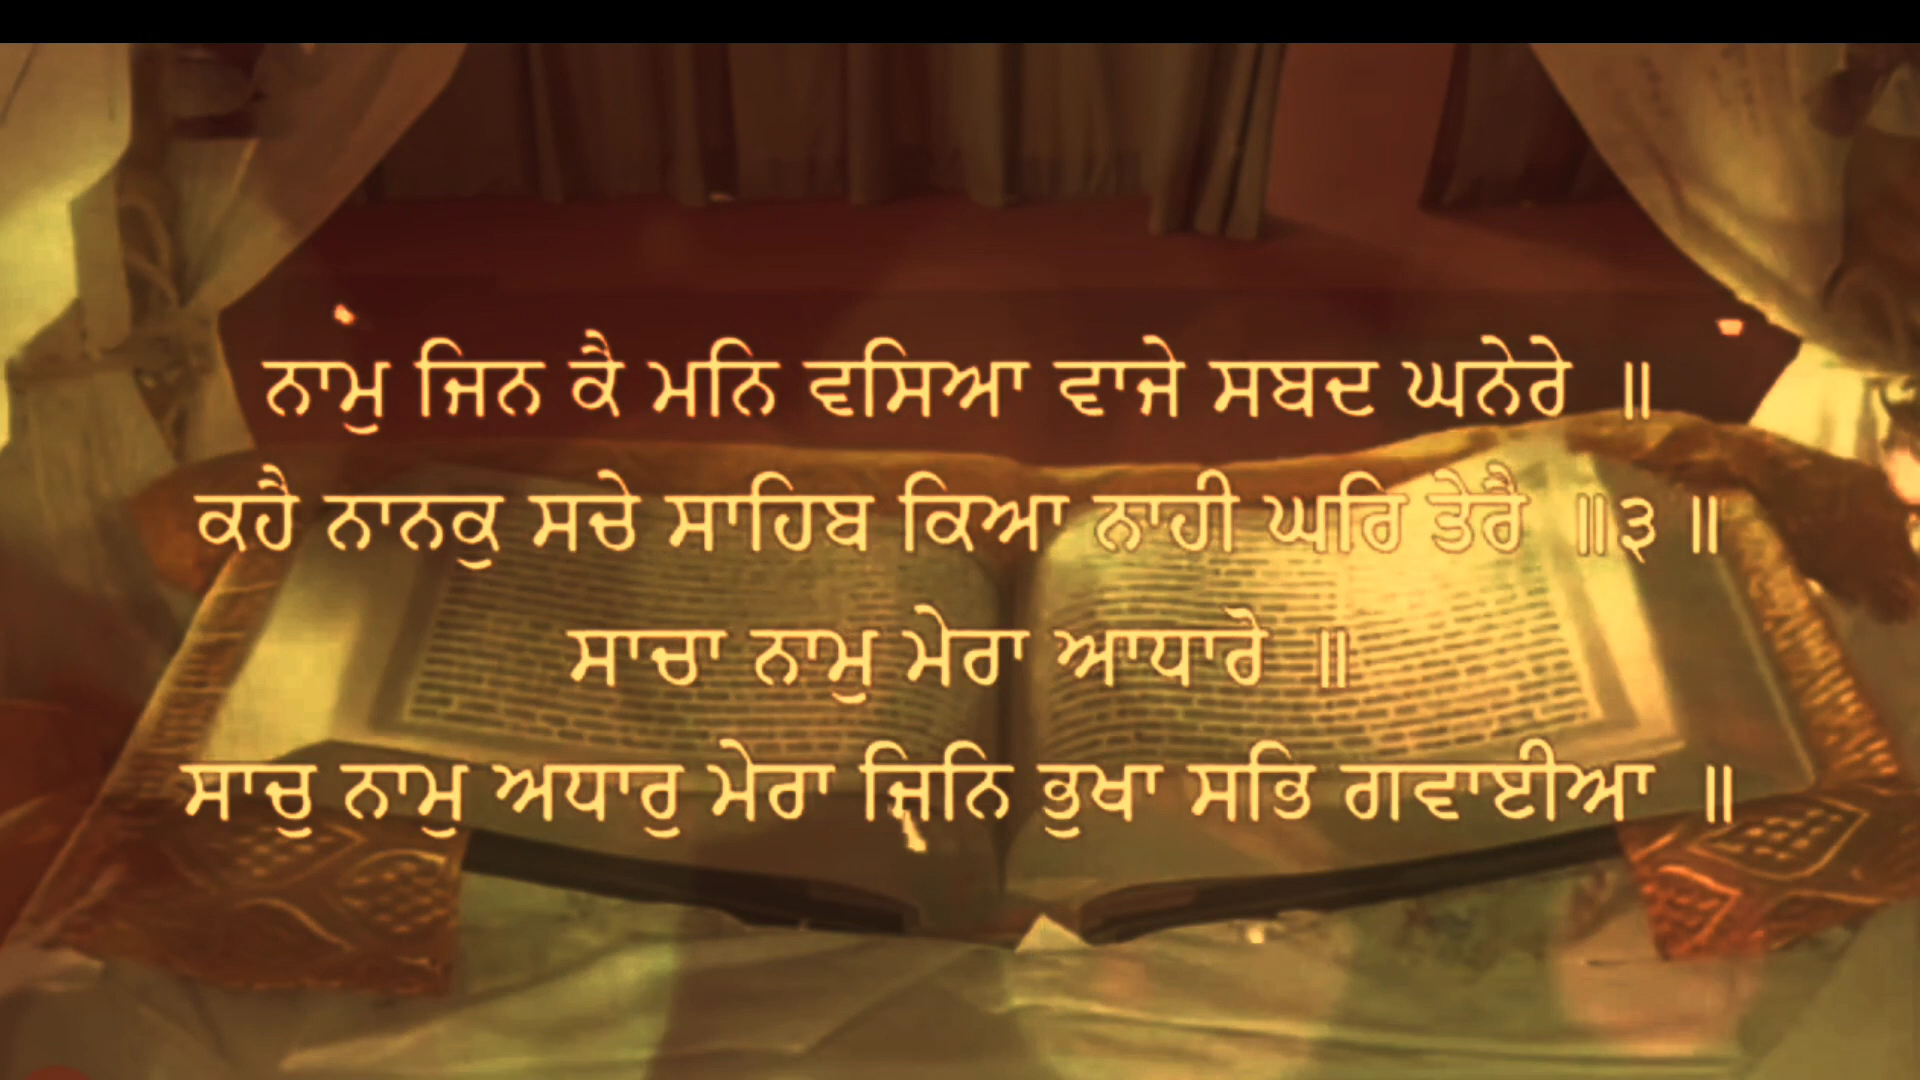 ਨਾਮੁ ਜਿਨ ਕੈ ਮਨਿ ਵਸਿਆ ਵਾਜੇ ਸਬਦ ਘਨੇਰੇ ॥
ਕਹੈ ਨਾਨਕੁ ਸਚੇ ਸਾਹਿਬ ਕਿਆ ਨਾਹੀ ਘਰਿ ਤੇਰੈ ॥੩॥
ਸਾਚਾ ਨਾਮੁ ਮੇਰਾ ਆਧਾਰੋ ॥
ਸਾਚੁ ਨਾਮੁ ਅਧਾਰੁ ਮੇਰਾ ਜਿਨਿ ਭੁਖਾ ਸਭਿ ਗਵਾਈਆ ॥